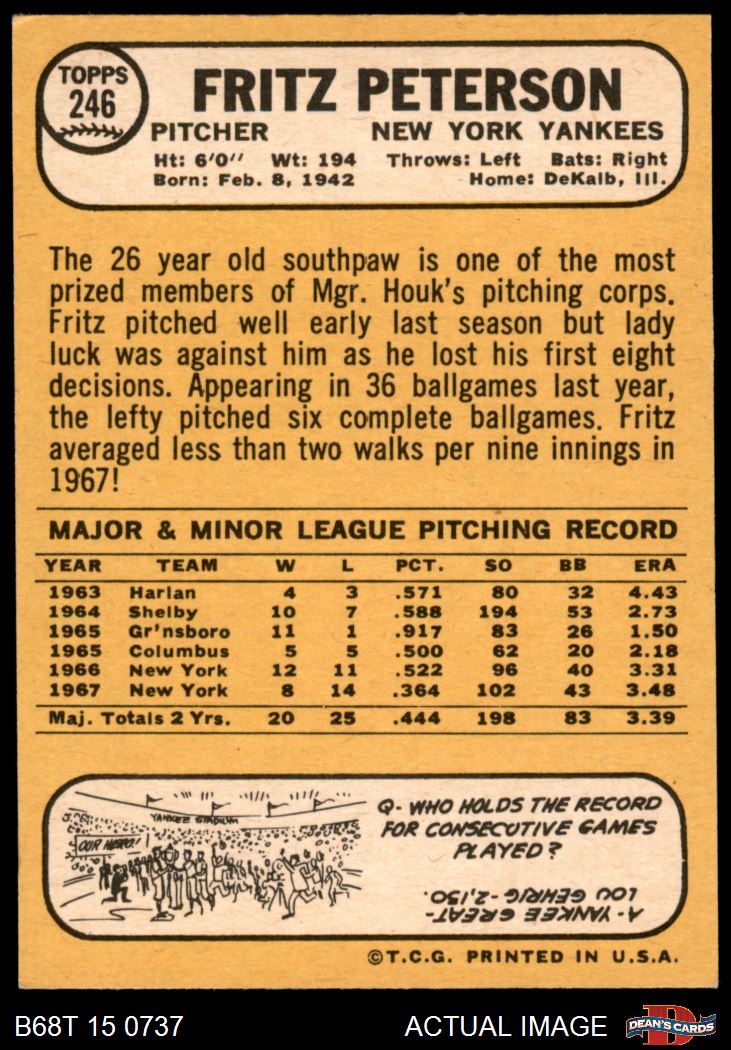 TOPPS
246
FRITZ PETERSON
PITCHER NEW YORK YANKEES
Ht: 6'0" Wt: 194 Throws: Left Bats: Right
Born: Feb. 8, 1942 Home: DeKalb, Ill.
The 26 year old southpaw is one of the most
prized members of Mgr. Houk's pitching corps.
Fritz pitched well early last season but lady
luck was against him as he lost his first eight
decisions. Appearing in 36 ballgames last year,
the lefty pitched six complete ballgames. Fritz
averaged less than two walks per nine innings in
1967!
MAJOR & MINOR LEAGUE PITCHING RECORD
YEAR TEAM W L PCT. SO BB ERA
1963 Harlan 4 3 .571 80 32 4.43
1964 Shelby 10 7 .588 194 53 2.73
1965 Gr'nsboro 11 1 .917 83 26 1.50
1965 Columbus 5 5 .500 62 20 2.18
1966 New York 12 11 .522 96 40 3.31
1967 New York 8 14 .364 102 43 3.48
Maj. Totals 2 Yrs. 20 25 .444 198 83 3.39
YANKEE STADIUM
OUR HERO!
Q- WHO HOLDS THE RECORD
FOR CONSECUTIVE GAMES
PLAYED?
A- YANKEE GREAT-
LOU GEHRIG-2,130.
©T.C.G. PRINTED IN U.S.A.
B68T 15 0737 ACTUAL IMAGE DEAN'S CARDS